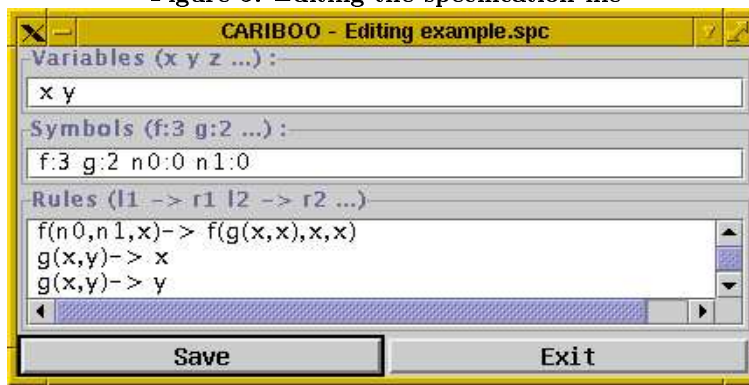 Figure 3: Editing the specification file
CARIBOO - Editing example.spc
Variables (x y z ...) :
x y
Symbols (f:3 g:2 ...) :
f:3 g:2 n0:0 n1:0
Rules (l1 -> r1 l2 -> r2 ...)
f(n0,n1,x)-> f(g(x,x),x,x)
g(x,y)-> x
g(x,y)-> y
Save Exit